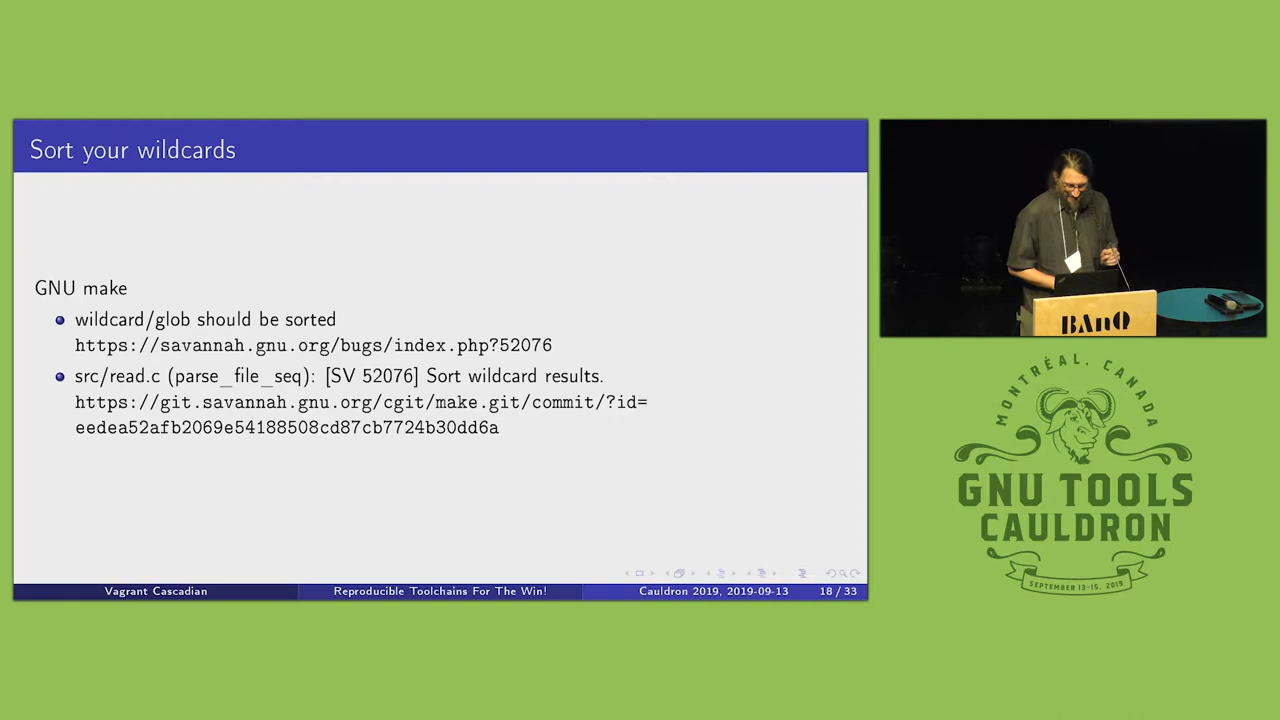 Sort your wildcards
GNU make
wildcard/glob should be sorted
https://savannah.gnu.org/bugs/index.php?52076
src/read.c (parse_file_seq): [SV 52076] Sort wildcard results.
https://git.savannah.gnu.org/cgit/make.git/commit/?id=
eedea52afb2069e54188508cd87cb7724b30dd6a
Vagrant Cascadian
Reproducible Toolchains For The Win!
Cauldron 2019, 2019-09-13
18 / 33
BAnQ
MONTRÉAL, CANADA
GNU TOOLS
CAULDRON
SEPTEMBER 13-15, 2019